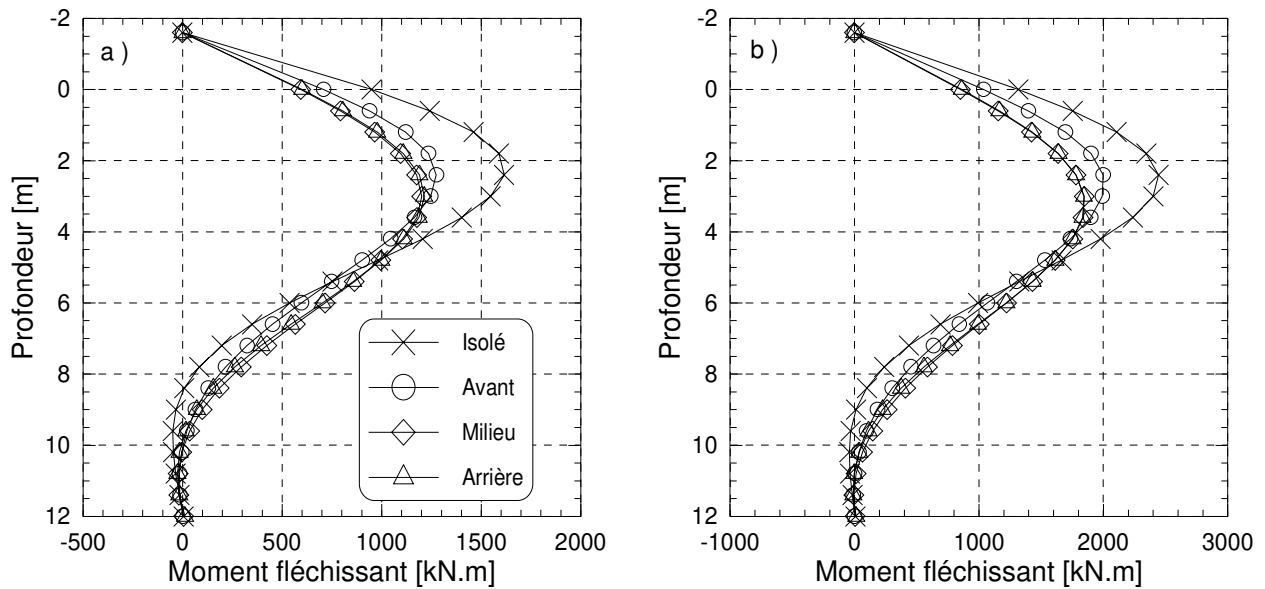 a )
-2
0
2
4
6
8
10
12
Profondeur [m]
-500
0
500
1000
1500
2000
Moment fléchissant [kN.m]
Isolé
Avant
Milieu
Arrière
b )
-2
0
2
4
6
8
10
12
Profondeur [m]
-1000
0
1000
2000
3000
Moment fléchissant [kN.m]